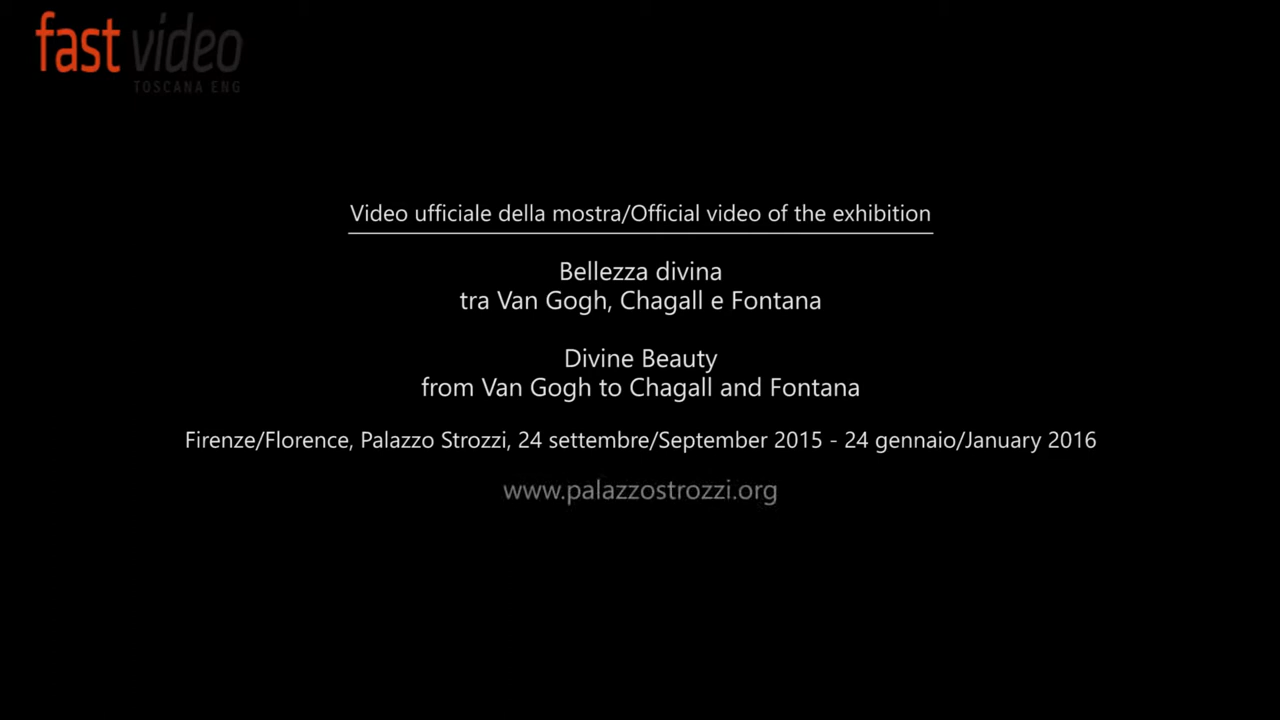 fast video
TOSCANA ENG
Video ufficiale della mostra/Official video of the exhibition
Bellezza divina
tra Van Gogh, Chagall e Fontana
Divine Beauty
from Van Gogh to Chagall and Fontana
Firenze/Florence, Palazzo Strozzi, 24 settembre/September 2015 - 24 gennaio/January 2016
www.palazzostrozzi.org